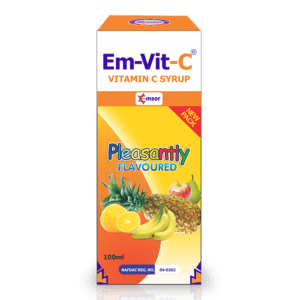 Em-Vit-C®
VITAMIN C SYRUP
emzor
NEW PACK
Pleasantly
FLAVOURED
100ml
NAFDAC REG. NO. 04-0262